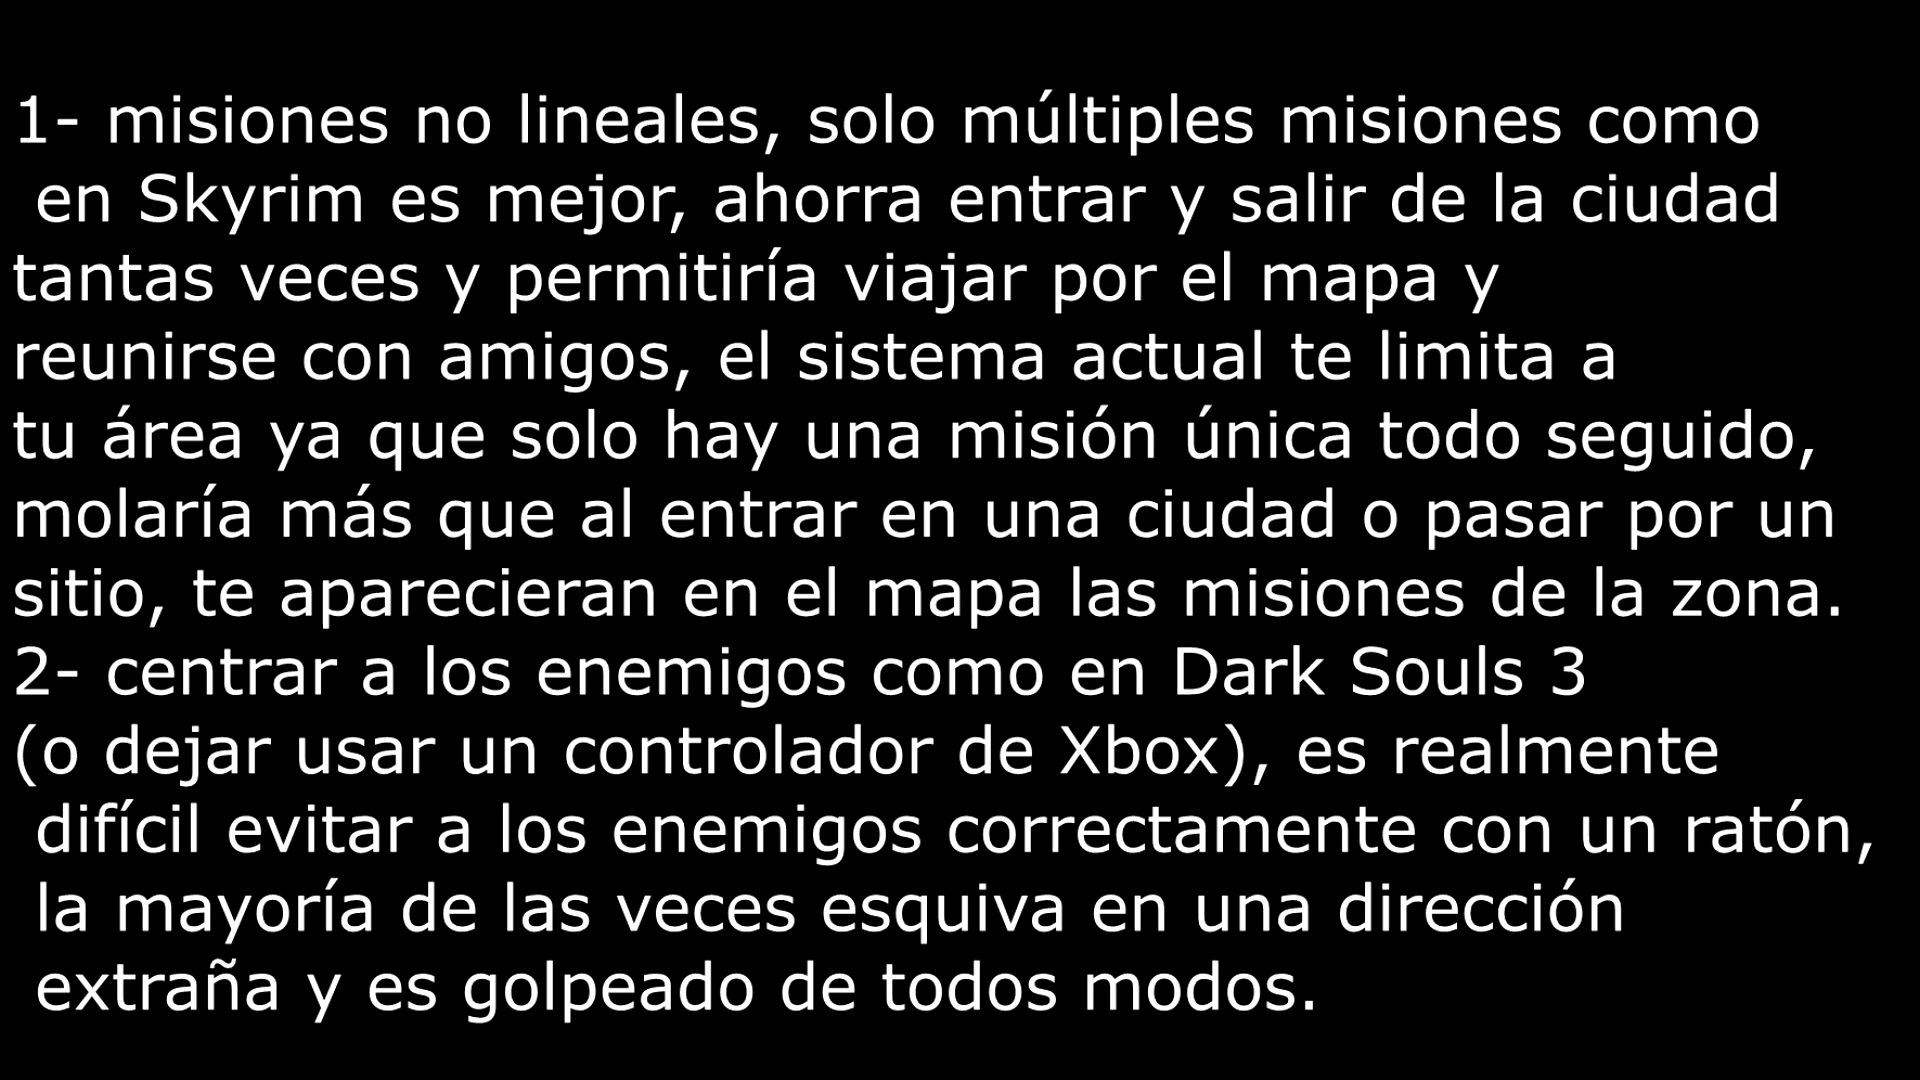 1- misiones no lineales, solo múltiples misiones como
en Skyrim es mejor, ahorra entrar y salir de la ciudad
tantas veces y permitiría viajar por el mapa y
reunirse con amigos, el sistema actual te limita a
tu área ya que solo hay una misión única todo seguido,
molaría más que al entrar en una ciudad o pasar por un
sitio, te aparecieran en el mapa las misiones de la zona.
2- centrar a los enemigos como en Dark Souls 3
(o dejar usar un controlador de Xbox), es realmente
difícil evitar a los enemigos correctamente con un ratón,
la mayoría de las veces esquiva en una dirección
extraña y es golpeado de todos modos.